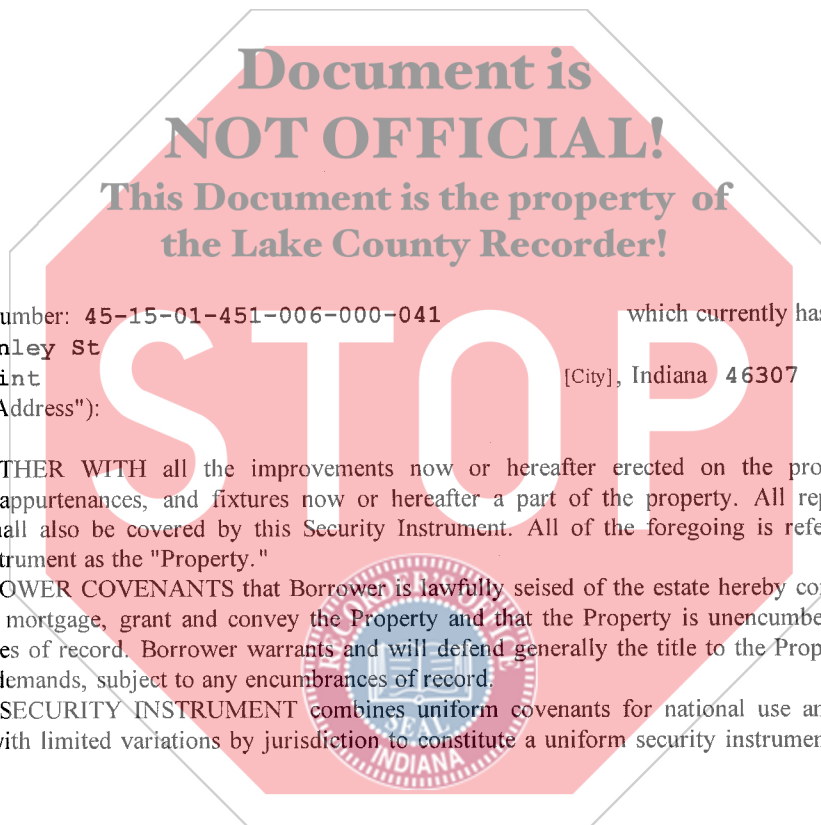 Document is
NOT OFFICIAL!
This Document is the property of
the Lake County Recorder!
umber: 45-15-01-451-006-000-041 which currently has
nley St
int [City], Indiana 46307
Address"):
STOP
THER WITH all the improvements now or hereafter erected on the pro
appurtenances, and fixtures now or hereafter a part of the property. All rep
all also be covered by this Security Instrument. All of the foregoing is refe
trument as the "Property."
OWER COVENANTS that Borrower is lawfully seised of the estate hereby co
mortgage, grant and convey the Property and that the Property is unencumbe
es of record. Borrower warrants and will defend generally the title to the Prop
demands, subject to any encumbrances of record.
SECURITY INSTRUMENT combines uniform covenants for national use an
ith limited variations by jurisdiction to constitute a uniform security instrumen
RECORDER'S OFFICE
SEAL
INDIANA